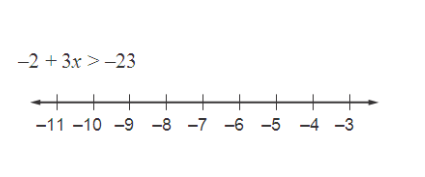 –2 + 3x > –23
–11 –10 –9 –8 –7 –6 –5 –4 –3